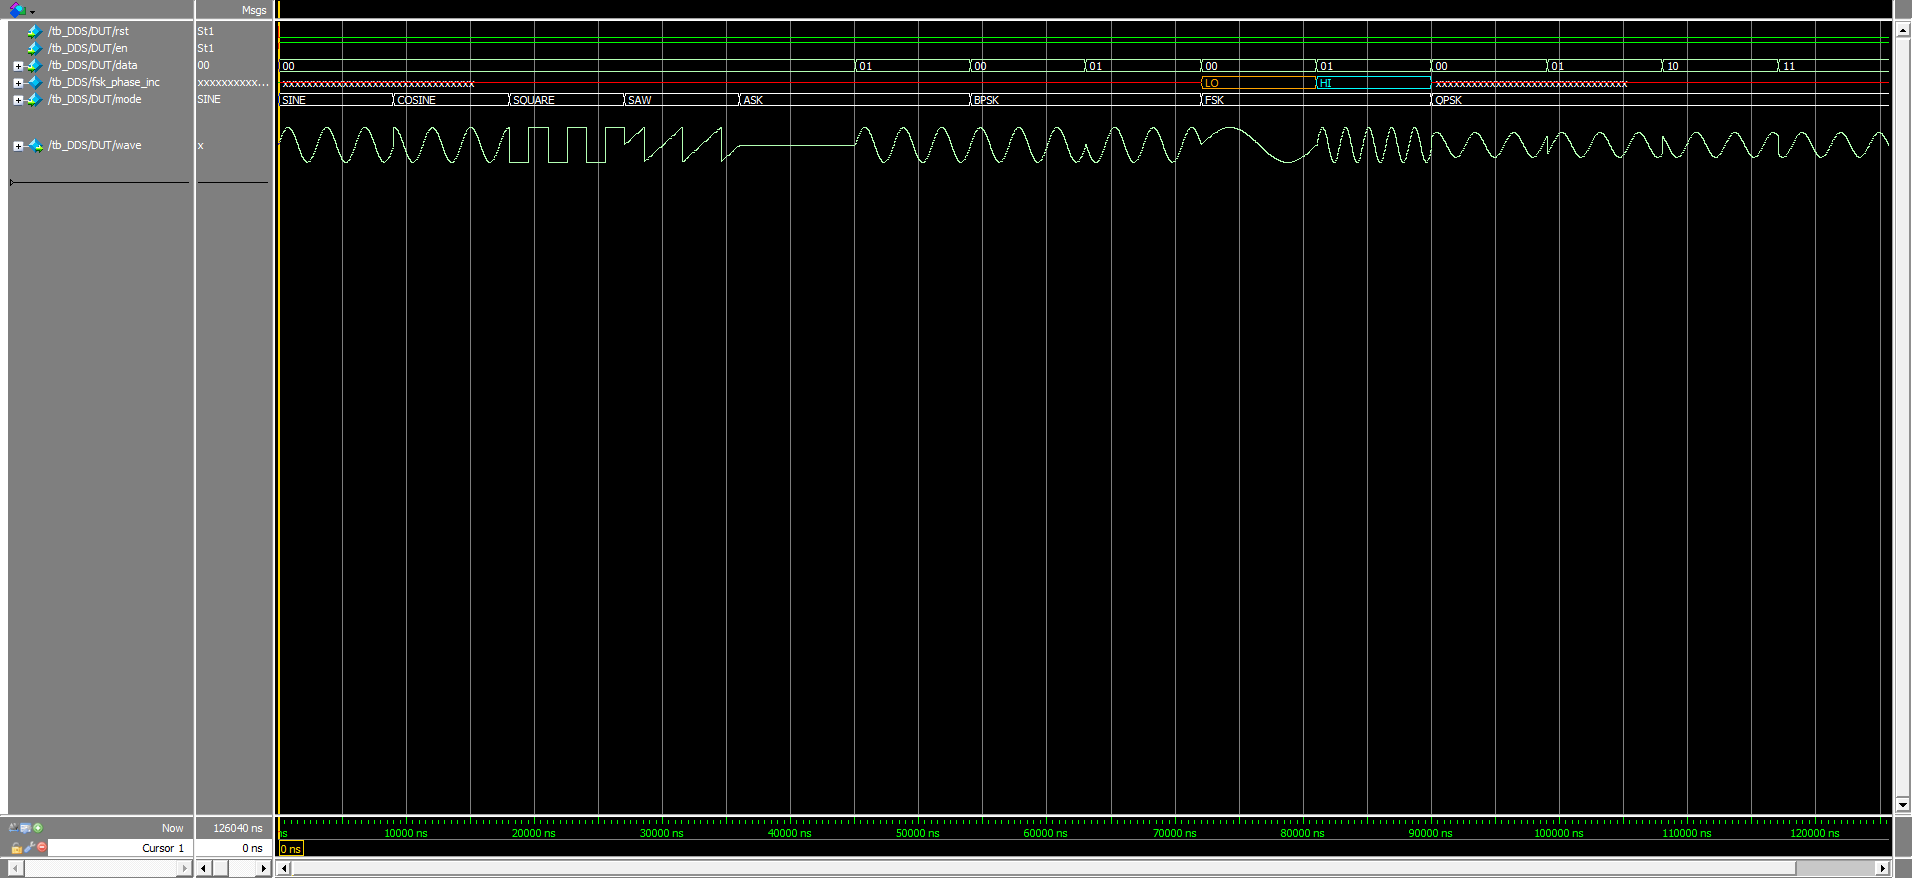 Msgs
/tb_DDS/DUT/rst St1
/tb_DDS/DUT/en St1
/tb_DDS/DUT/data 00 00 01 00 01 00 01 00 01 10 11
/tb_DDS/DUT/fsk_phase_inc xxxxxxxxxx... xxxxxxxxxxxxxxxxxxxxxxxxxxxxxxxx LO HI xxxxxxxxxxxxxxxxxxxxxxxxxxxxxxxx
/tb_DDS/DUT/mode SINE SINE COSINE SQUARE SAW ASK BPSK FSK QPSK
/tb_DDS/DUT/wave x
Now 126040 ns ns 10000 ns 20000 ns 30000 ns 40000 ns 50000 ns 60000 ns 70000 ns 80000 ns 90000 ns 100000 ns 110000 ns 120000 ns
Cursor 1 0 ns 0 ns